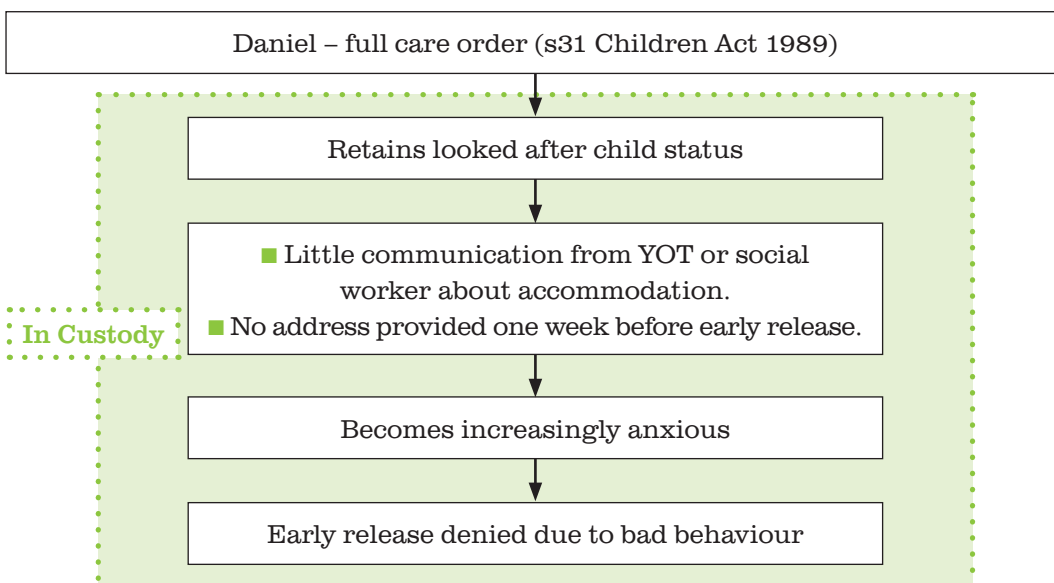 Daniel – full care order (s31 Children Act 1989)
Retains looked after child status
■ Little communication from YOT or social
worker about accommodation.
■ No address provided one week before early release.
In Custody
Becomes increasingly anxious
Early release denied due to bad behaviour